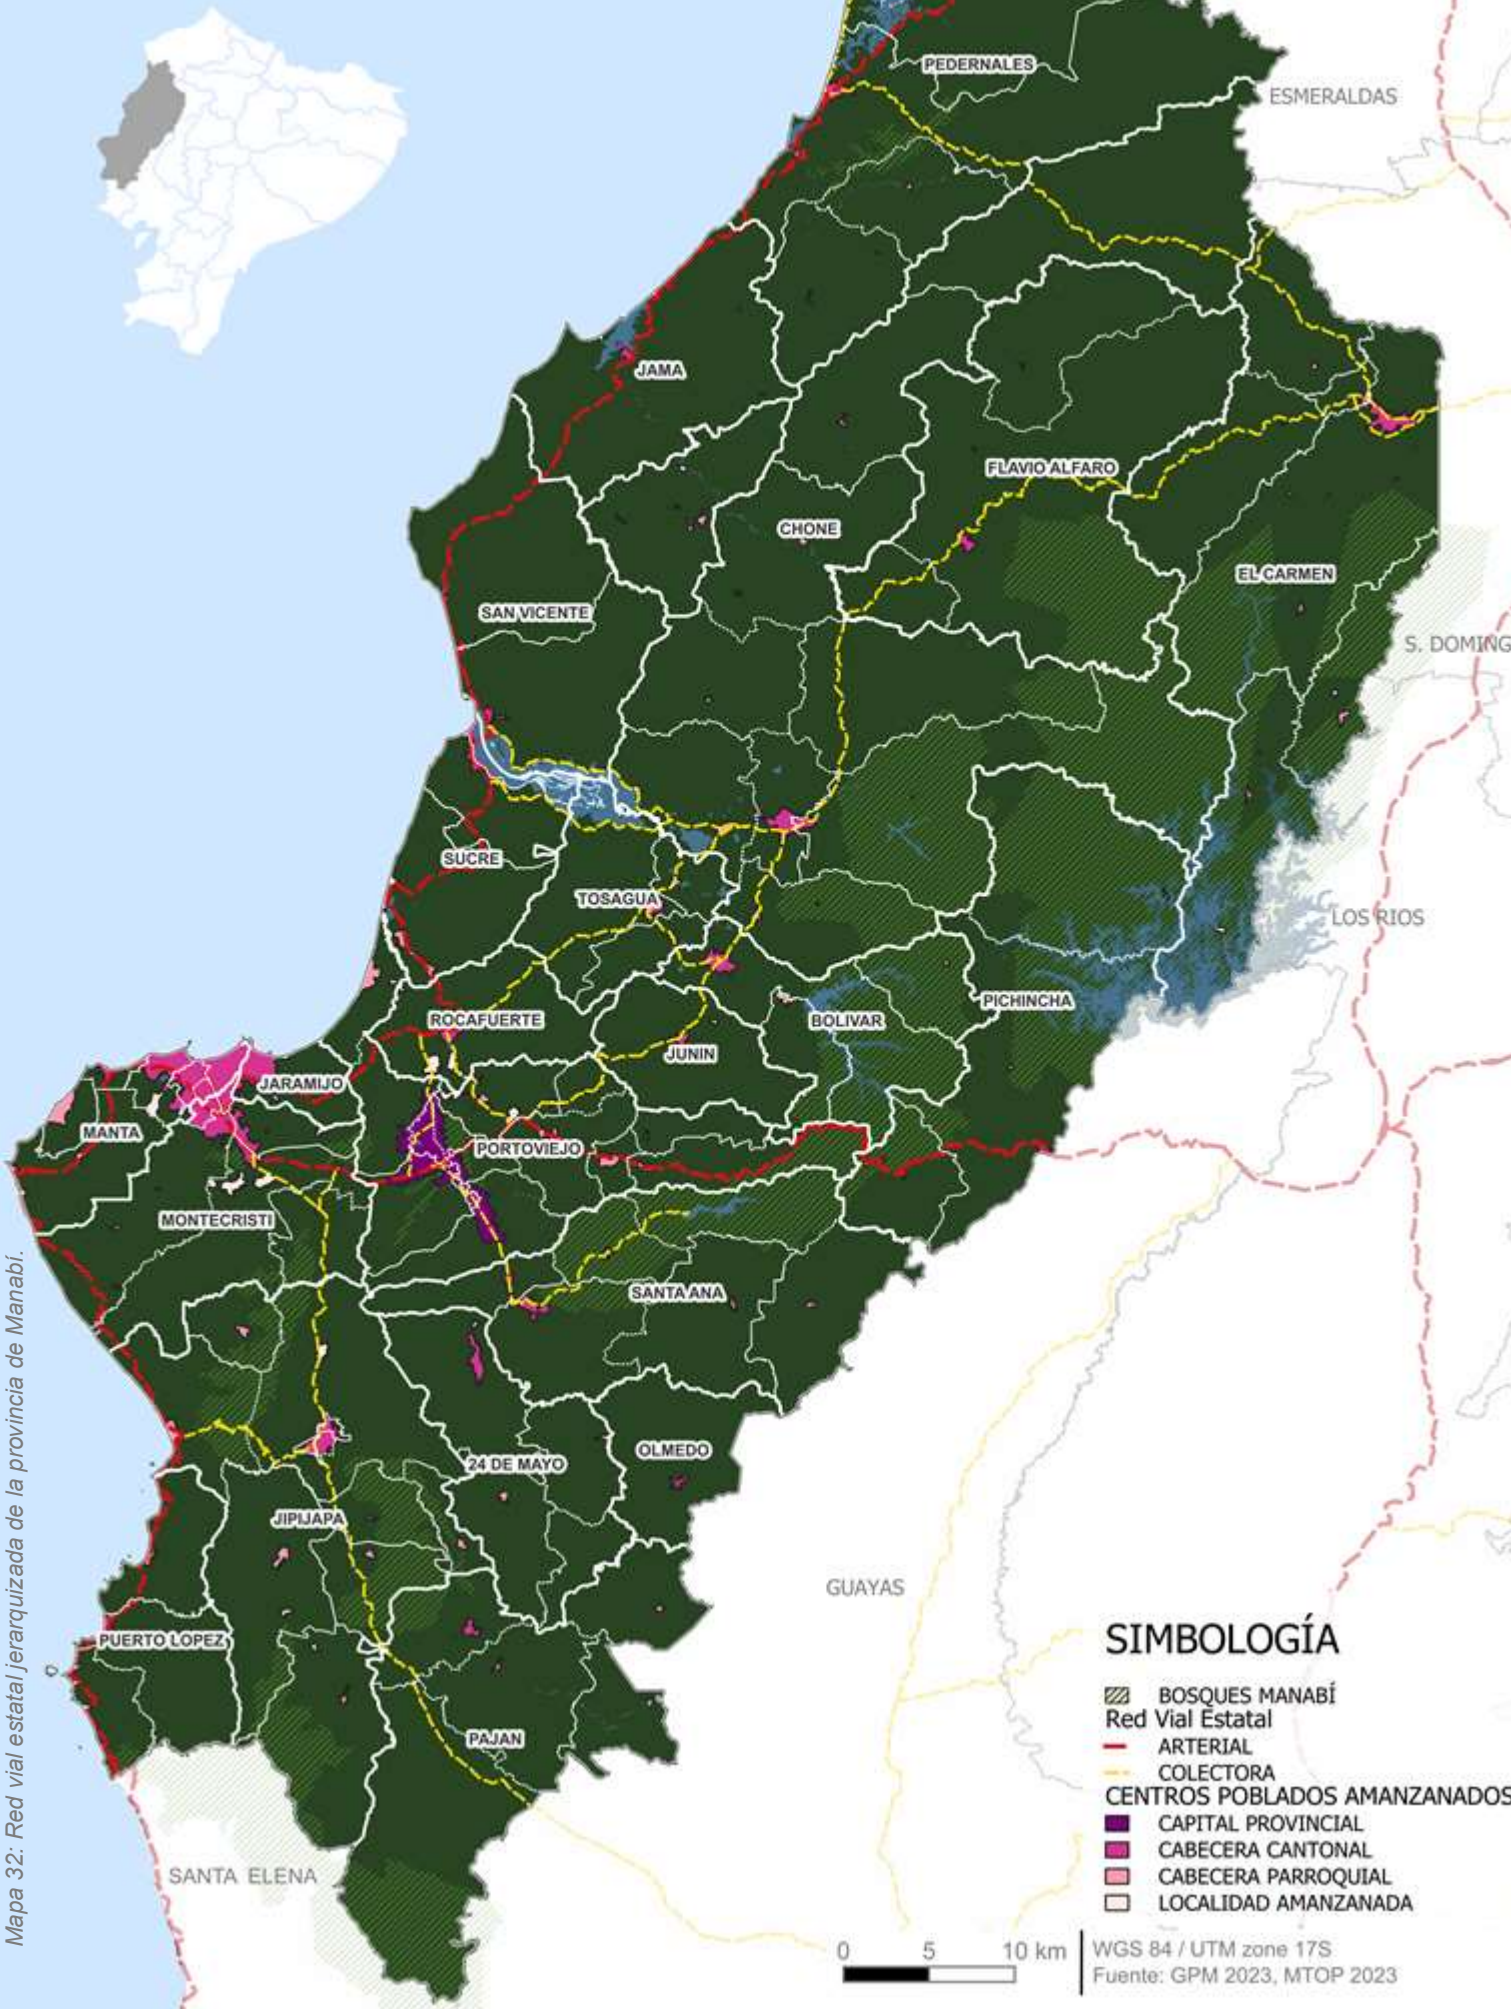 PEDERNALES
ESMERALDAS
JAMA
FLAVIO ALFARO
CHONE
EL CARMEN
SAN VICENTE
S. DOMING
SUCRE
TOSAGUA
LOS RIOS
PICHINCHA
ROCAFUERTE
BOLIVAR
JUNIN
JARAMIJO
MANTA
PORTOVIEJO
MONTECRISTI
SANTA ANA
OLMEDO
24 DE MAYO
JIPIJAPA
GUAYAS
PUERTO LOPEZ
PAJAN
SANTA ELENA
Mapa 32: Red vial estatal jerarquizada de la provincia de Manabí.
SIMBOLOGÍA
BOSQUES MANABÍ
Red Vial Estatal
ARTERIAL
COLECTORA
CENTROS POBLADOS AMANZANADOS
CAPITAL PROVINCIAL
CABECERA CANTONAL
CABECERA PARROQUIAL
LOCALIDAD AMANZANADA
0 5 10 km
WGS 84 / UTM zone 17S
Fuente: GPM 2023, MTOP 2023